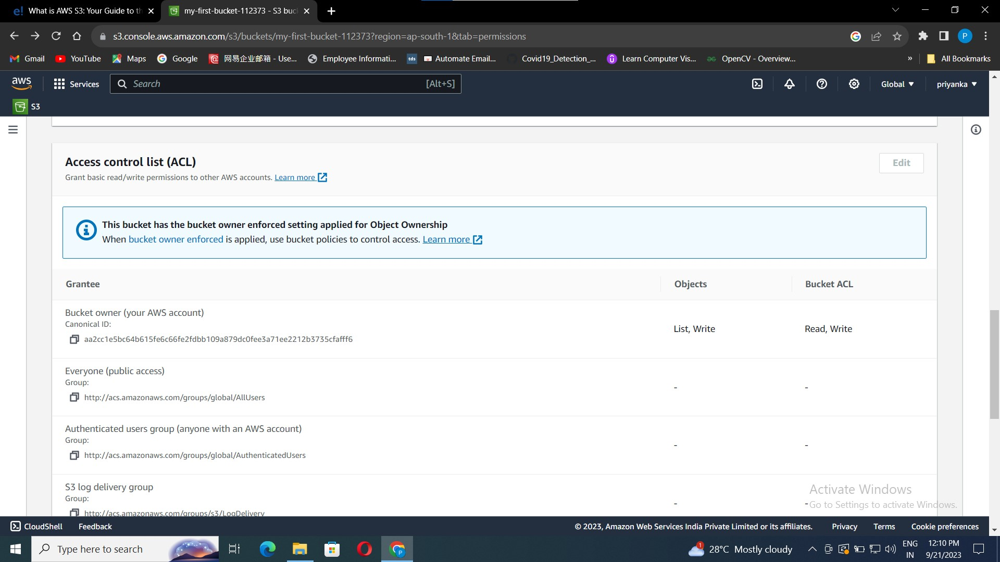 What is AWS S3: Your Guide to th
my-first-bucket-112373 - S3 buc
s3.console.aws.amazon.com/s3/buckets/my-first-bucket-112373?region=ap-south-1&tab=permissions
P
Gmail
YouTube
Maps
Google
网易企业邮箱 - Use...
Employee Informati...
tds
Automate Email...
Covid19_Detection_...
Learn Computer Vis...
OpenCV - Overview...
»
All Bookmarks
aws
Services
Search
[Alt+S]
Global
priyanka
S3
Access control list (ACL)
Edit
Grant basic read/write permissions to other AWS accounts. Learn more
This bucket has the bucket owner enforced setting applied for Object Ownership
When bucket owner enforced is applied, use bucket policies to control access. Learn more
Grantee
Objects
Bucket ACL
Bucket owner (your AWS account)
Canonical ID:
aa2cc1e5bc64b615fe6c66fe2fdbb109a879dc0fee3a71ee2212b3735cfafff6
List, Write
Read, Write
Everyone (public access)
Group:
http://acs.amazonaws.com/groups/global/AllUsers
-
-
Authenticated users group (anyone with an AWS account)
Group:
http://acs.amazonaws.com/groups/global/AuthenticatedUsers
-
-
S3 log delivery group
Group:
http://acs.amazonaws.com/groups/s3/LogDelivery
-
-
Activate Windows
Go to Settings to activate Windows.
CloudShell
Feedback
© 2023, Amazon Web Services India Private Limited or its affiliates.
Privacy
Terms
Cookie preferences
Type here to search
1
28°C Mostly cloudy
ENG
IN
12:10 PM
9/21/2023